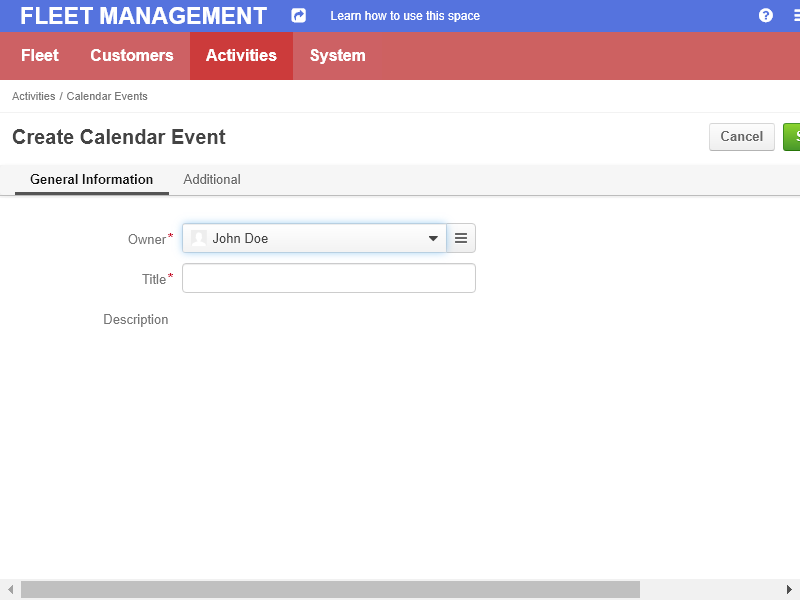 FLEET MANAGEMENT Learn how to use this space ?
Fleet Customers Activities System
Activities / Calendar Events
Create Calendar Event Cancel
General Information Additional
Owner* John Doe
Title*
Description